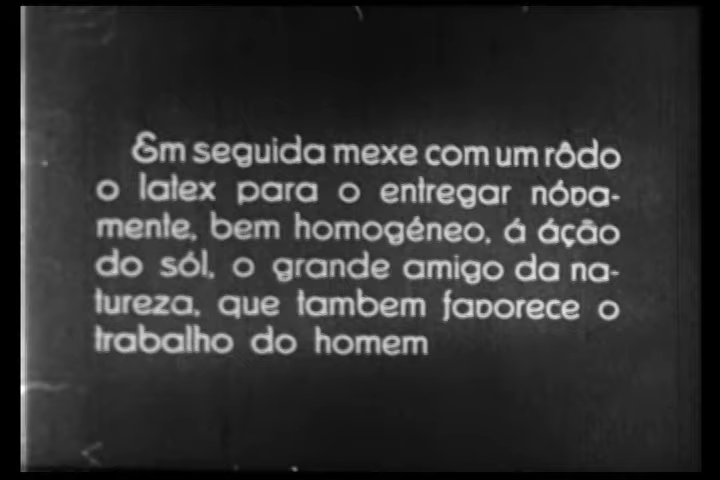 Em seguida mexe com um rôdo
o latex para o entregar nóva-
mente, bem homogéneo, á áção
do sól, o grande amigo da na-
tureza, que tambem favorece o
trabalho do homem